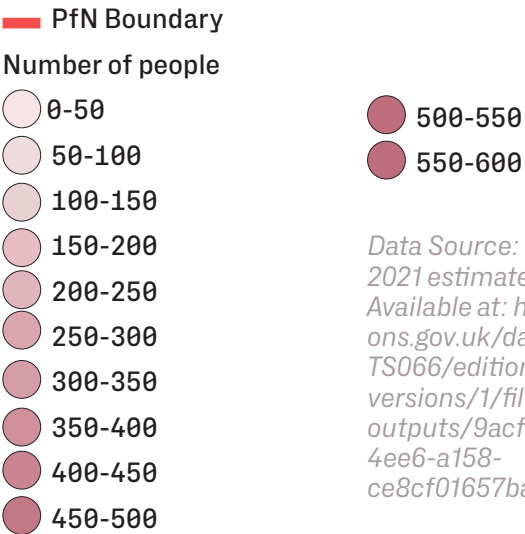 PfN Boundary
Number of people
0-50
50-100
100-150
150-200
200-250
250-300
300-350
350-400
400-450
450-500
500-550
550-600
Data Source:
2021 estimate
Available at: h
ons.gov.uk/da
TS066/edition
versions/1/fil
outputs/9acf
4ee6-a158-
ce8cf01657ba